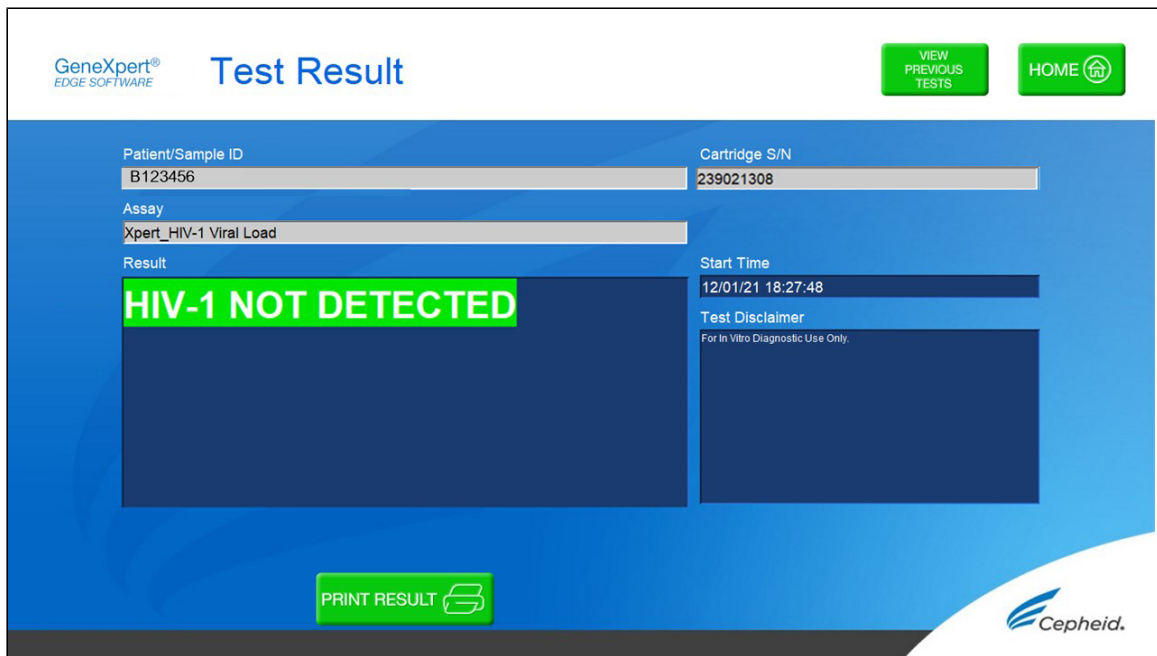 GeneXpert®
EDGE SOFTWARE
Test Result
VIEW
PREVIOUS
TESTS
HOME
Patient/Sample ID
B123456
Cartridge S/N
239021308
Assay
Xpert_HIV-1 Viral Load
Result
HIV-1 NOT DETECTED
Start Time
12/01/21 18:27:48
Test Disclaimer
For In Vitro Diagnostic Use Only.
PRINT RESULT
Cepheid.